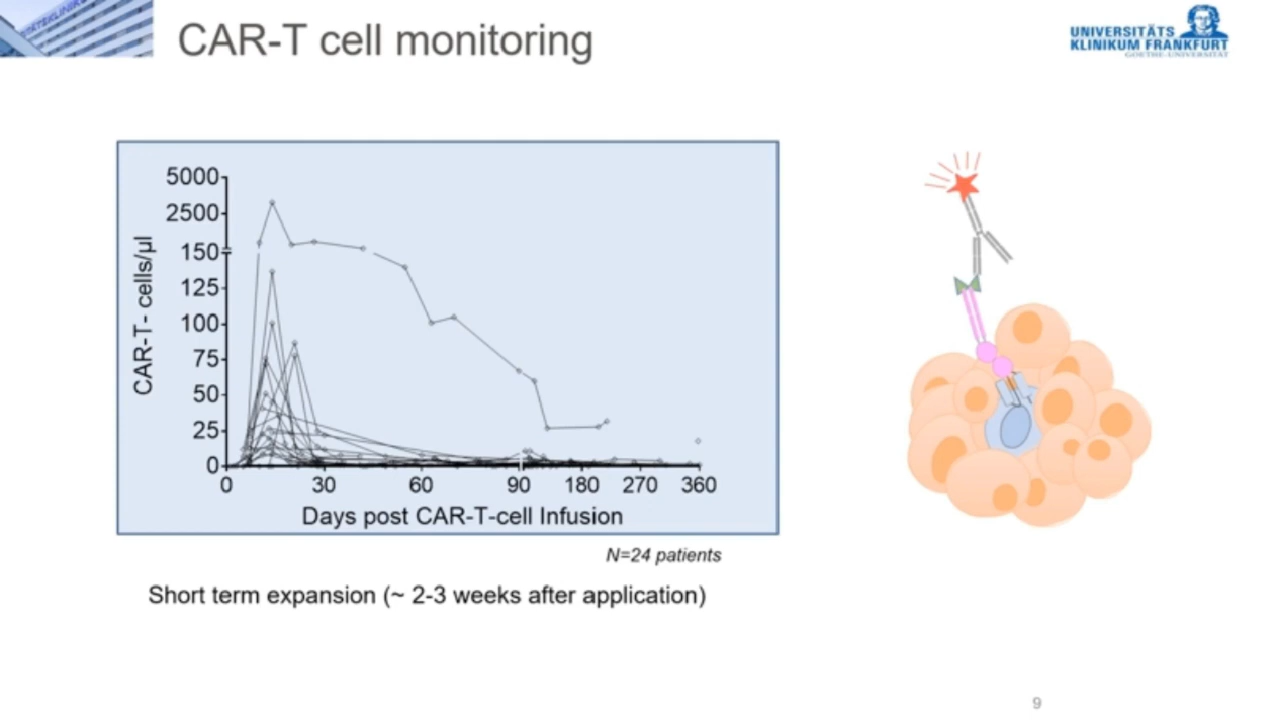 CAR-T cell monitoring
UNIVERSITÄTS
KLINIKUM FRANKFURT
GOETHE-UNIVERSITÄT
CAR-T- cells/µl
5000
2500
150
125
100
75
50
25
0
0 30 60 90 180 270 360
Days post CAR-T-cell Infusion
N=24 patients
Short term expansion (~ 2-3 weeks after application)
9